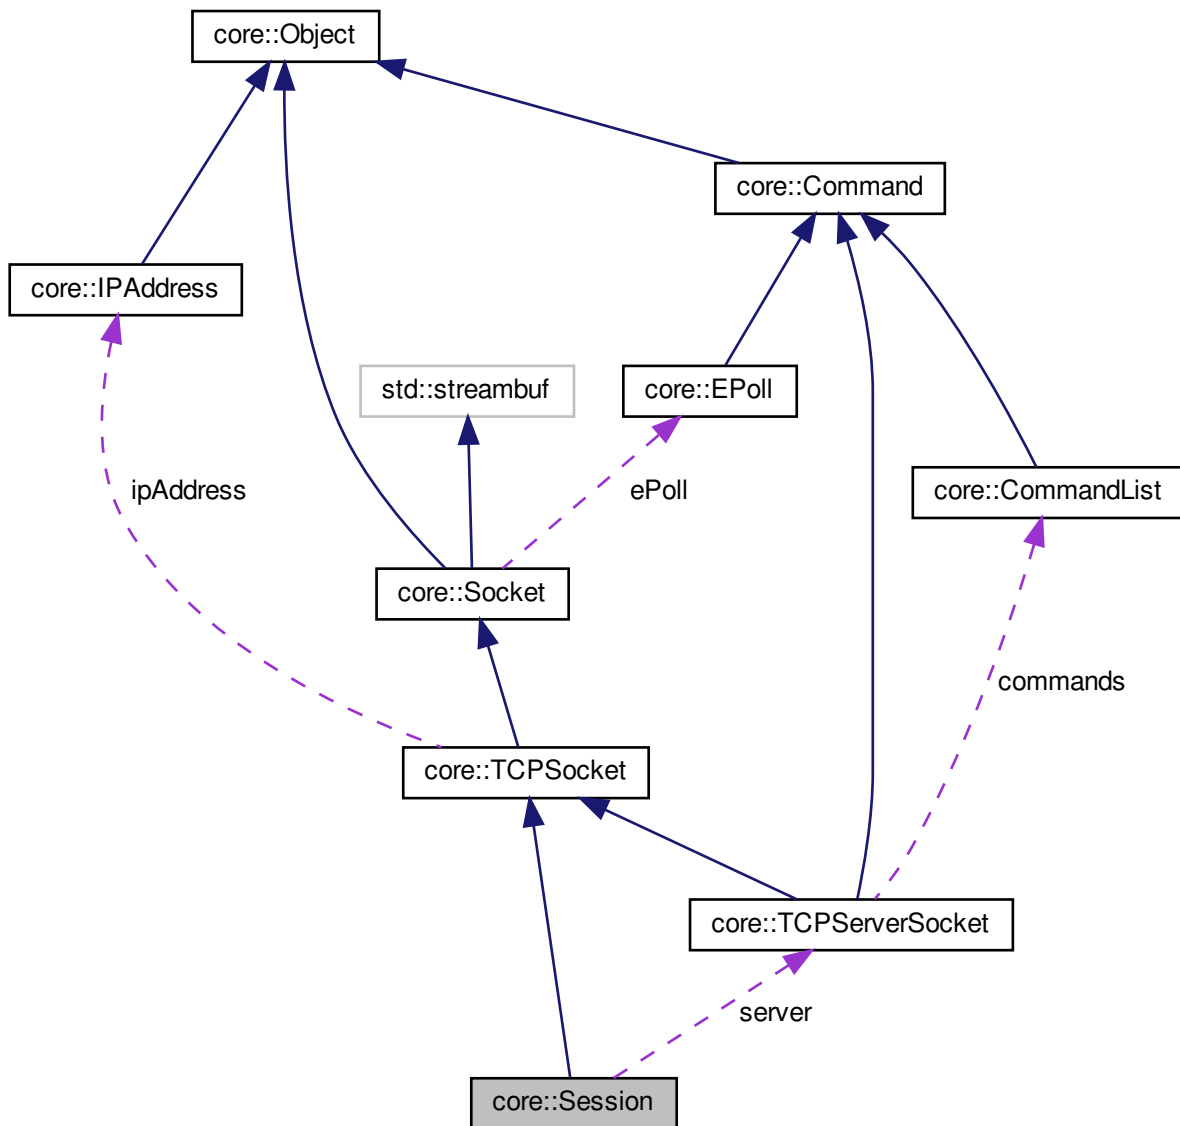 core::Object
core::Command
core::IPAddress
std::streambuf
core::EPoll
ipAddress
ePoll
core::CommandList
core::Socket
commands
core::TCPSocket
core::TCPServerSocket
server
core::Session